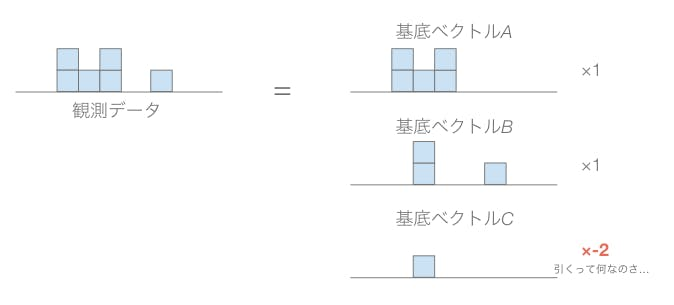 基底ベクトルA
×1
観測データ
=
基底ベクトルB
×1
基底ベクトルC
×-2
引くって何なのさ...